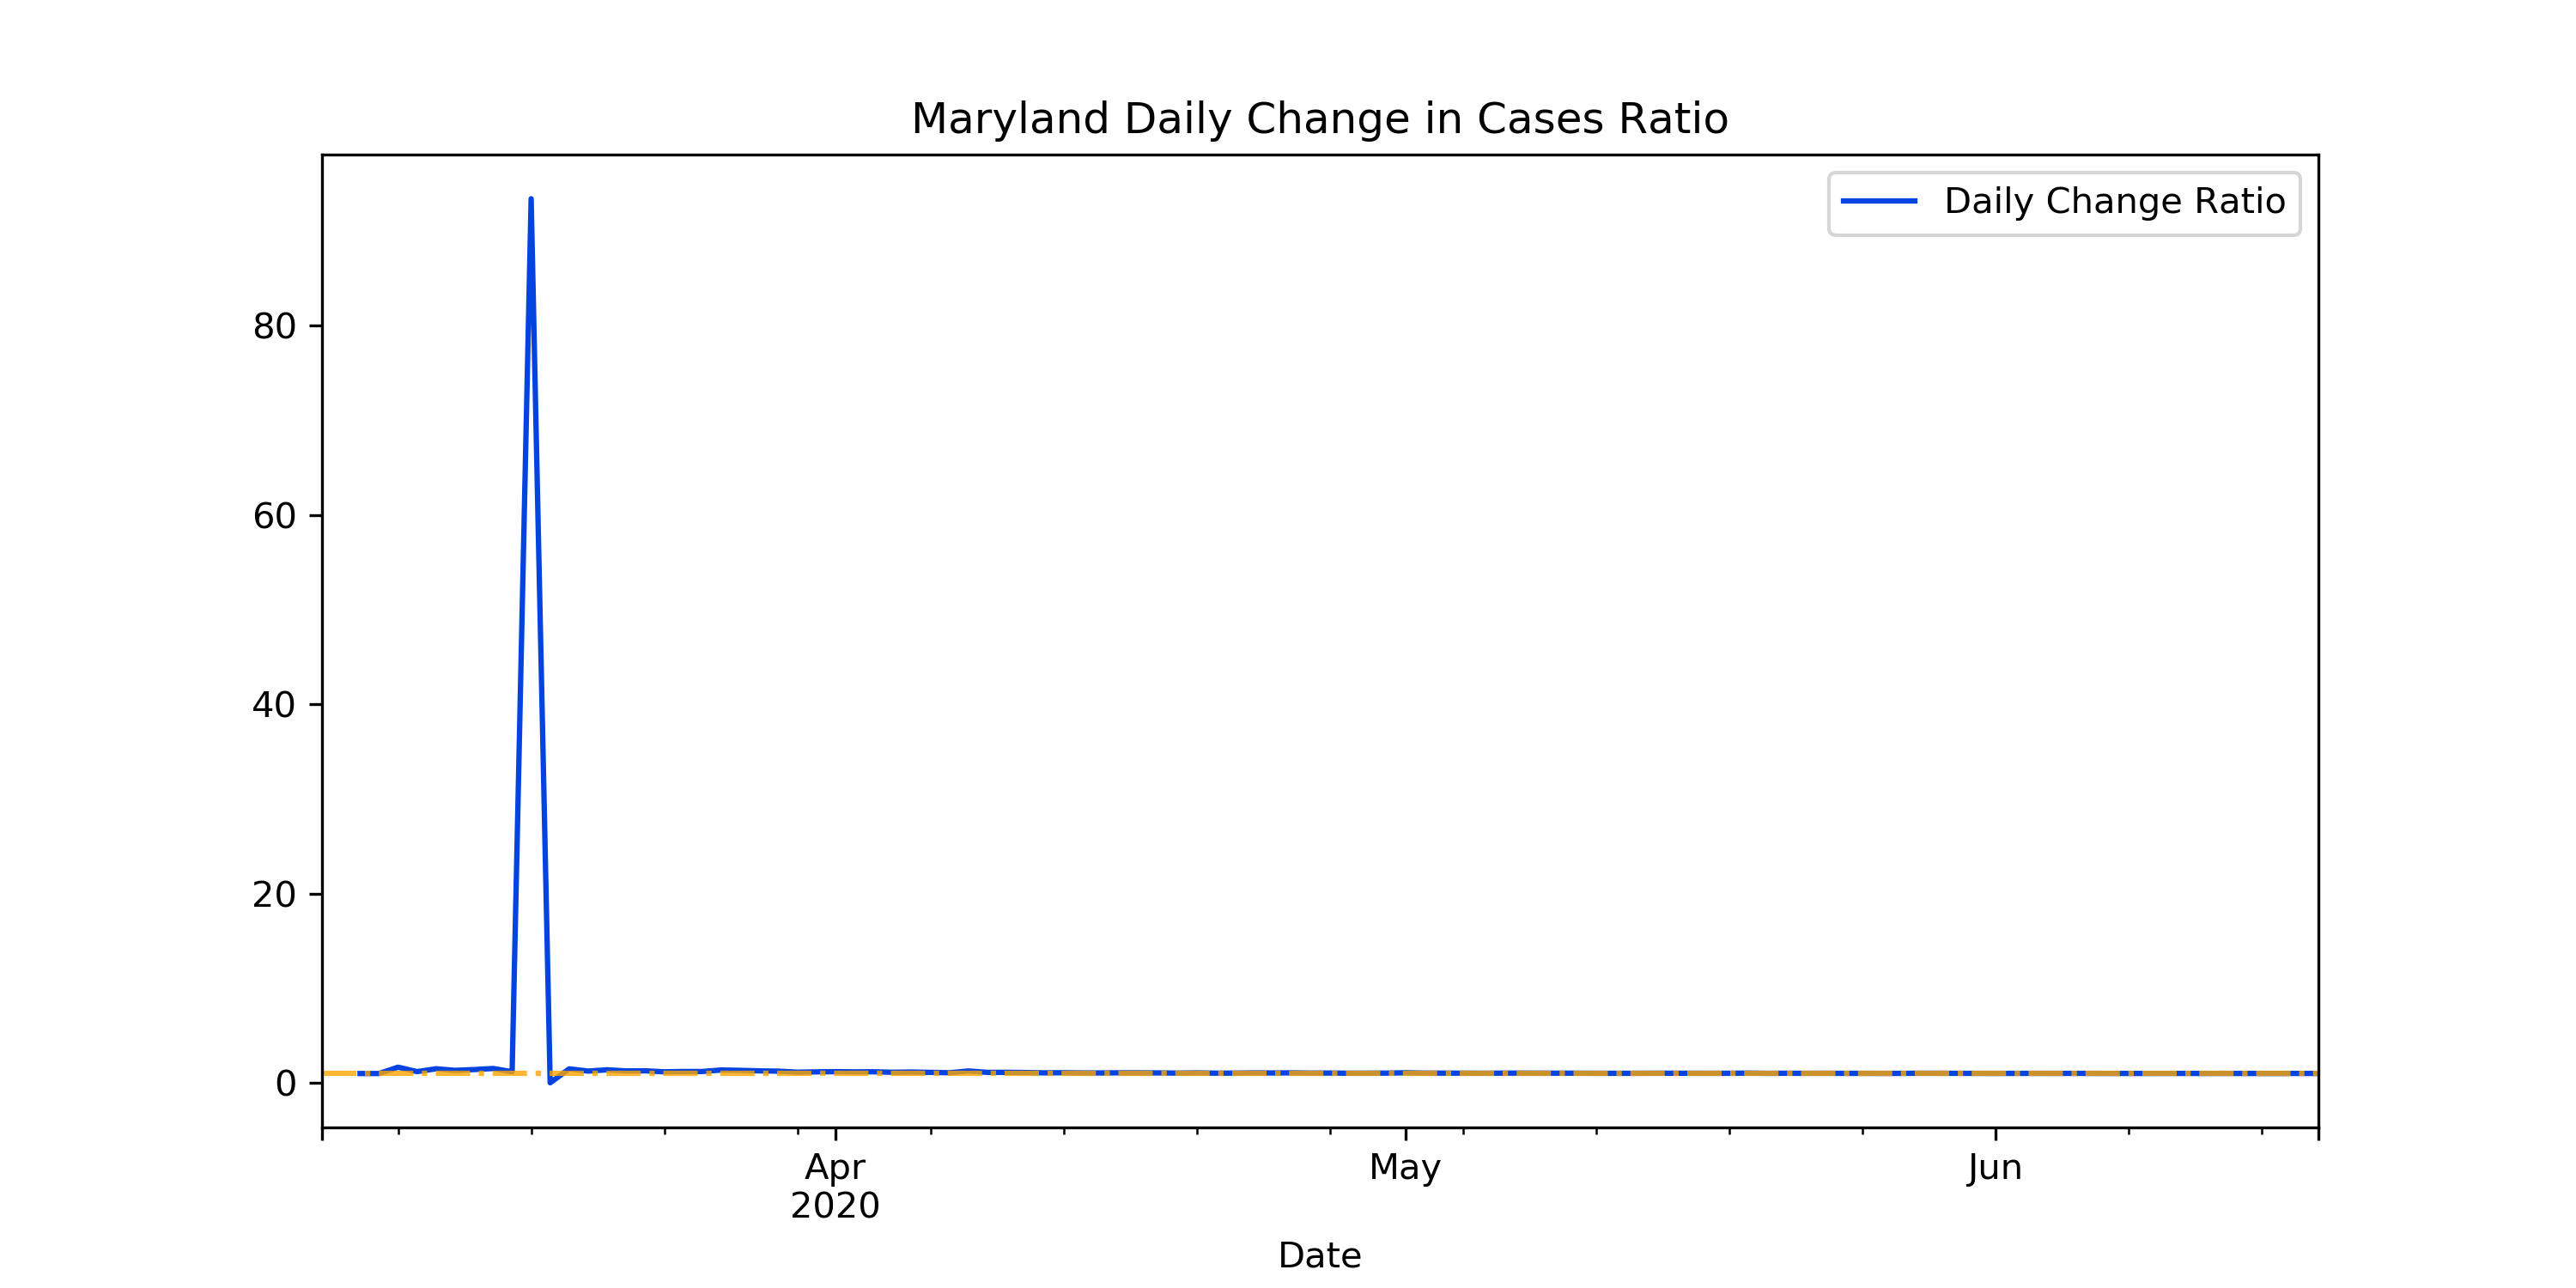 Maryland Daily Change in Cases Ratio
Daily Change Ratio
80
60
40
20
0
Apr
2020
May
Jun
Date